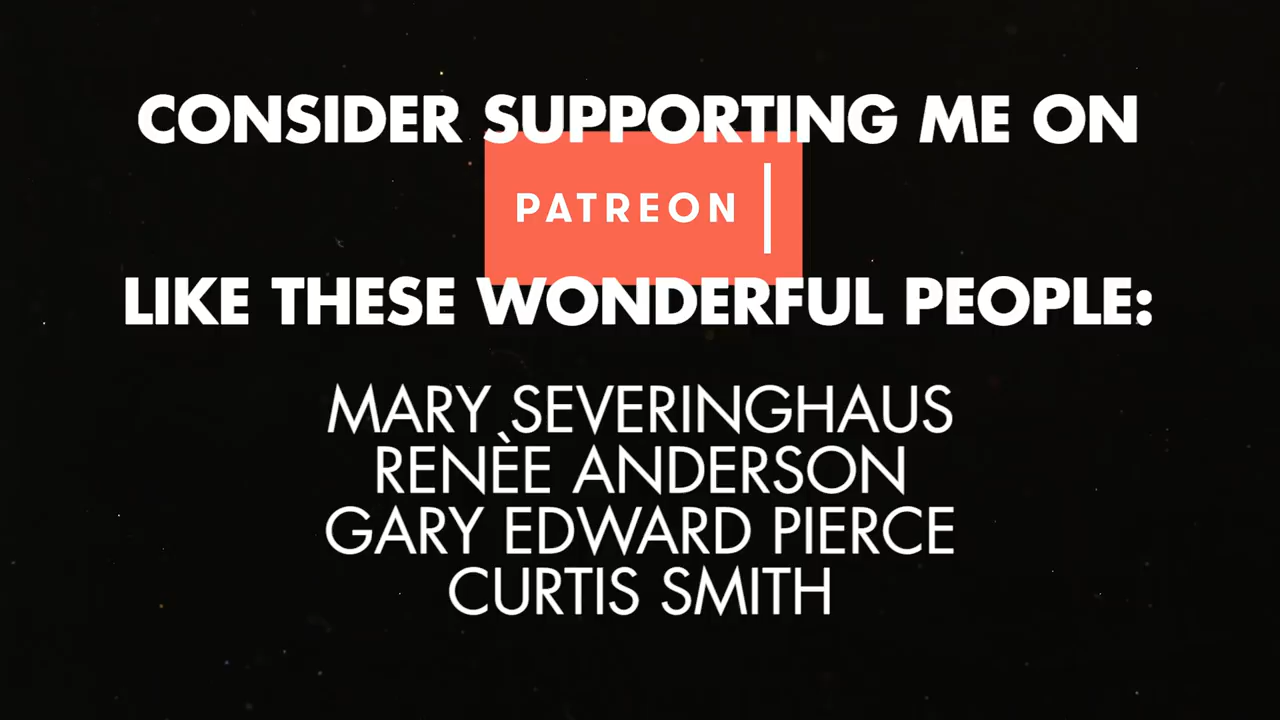 CONSIDER SUPPORTING ME ON
PATREON
LIKE THESE WONDERFUL PEOPLE:
MARY SEVERINGHAUS
RENÈE ANDERSON
GARY EDWARD PIERCE
CURTIS SMITH